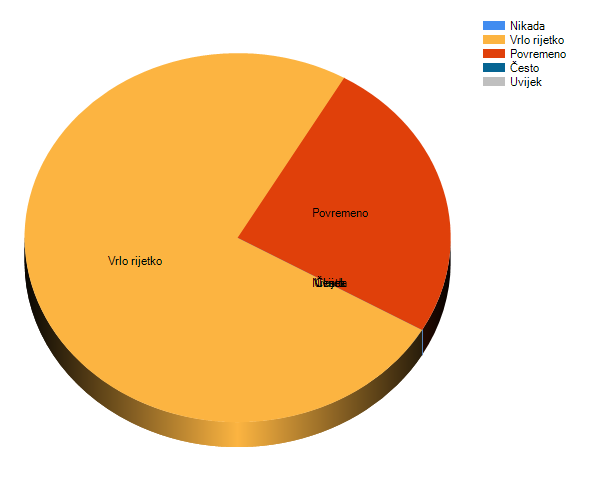 Nikada
Vrlo rijetko
Povremeno
Često
Uvijek
Povremeno
Vrlo rijetko